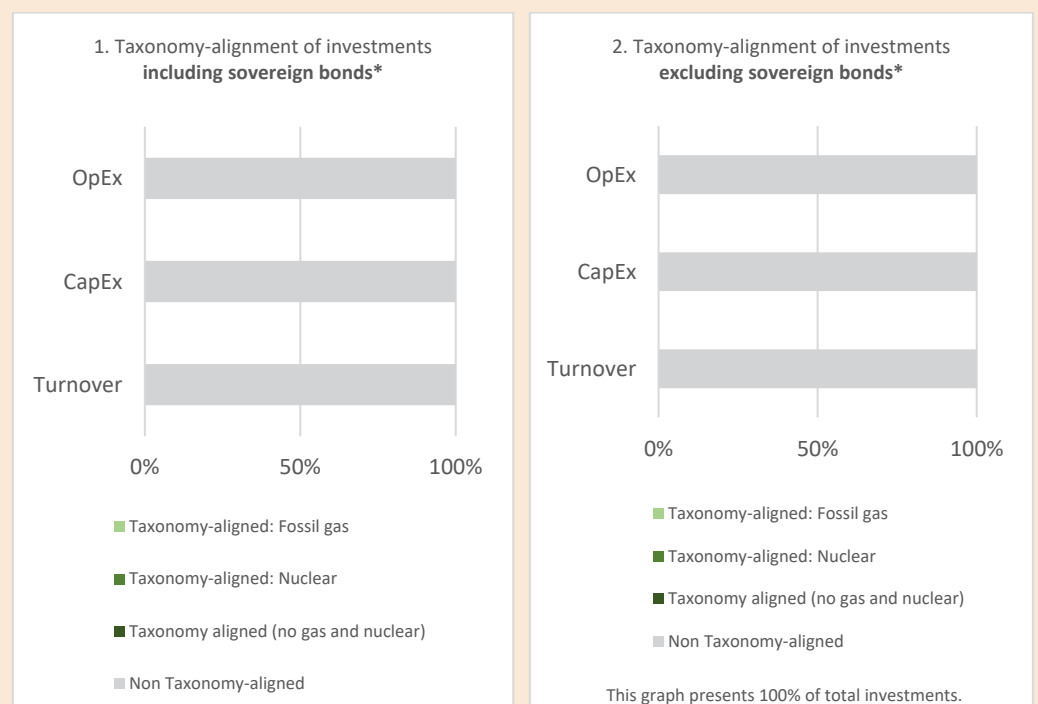 1. Taxonomy-alignment of investments
including sovereign bonds*
OpEx
CapEx
Turnover
0%
50%
100%
Taxonomy-aligned: Fossil gas
Taxonomy-aligned: Nuclear
Taxonomy aligned (no gas and nuclear)
Non Taxonomy-aligned
2. Taxonomy-alignment of investments
excluding sovereign bonds*
OpEx
CapEx
Turnover
0%
50%
100%
Taxonomy-aligned: Fossil gas
Taxonomy-aligned: Nuclear
Taxonomy aligned (no gas and nuclear)
Non Taxonomy-aligned
This graph presents 100% of total investments.